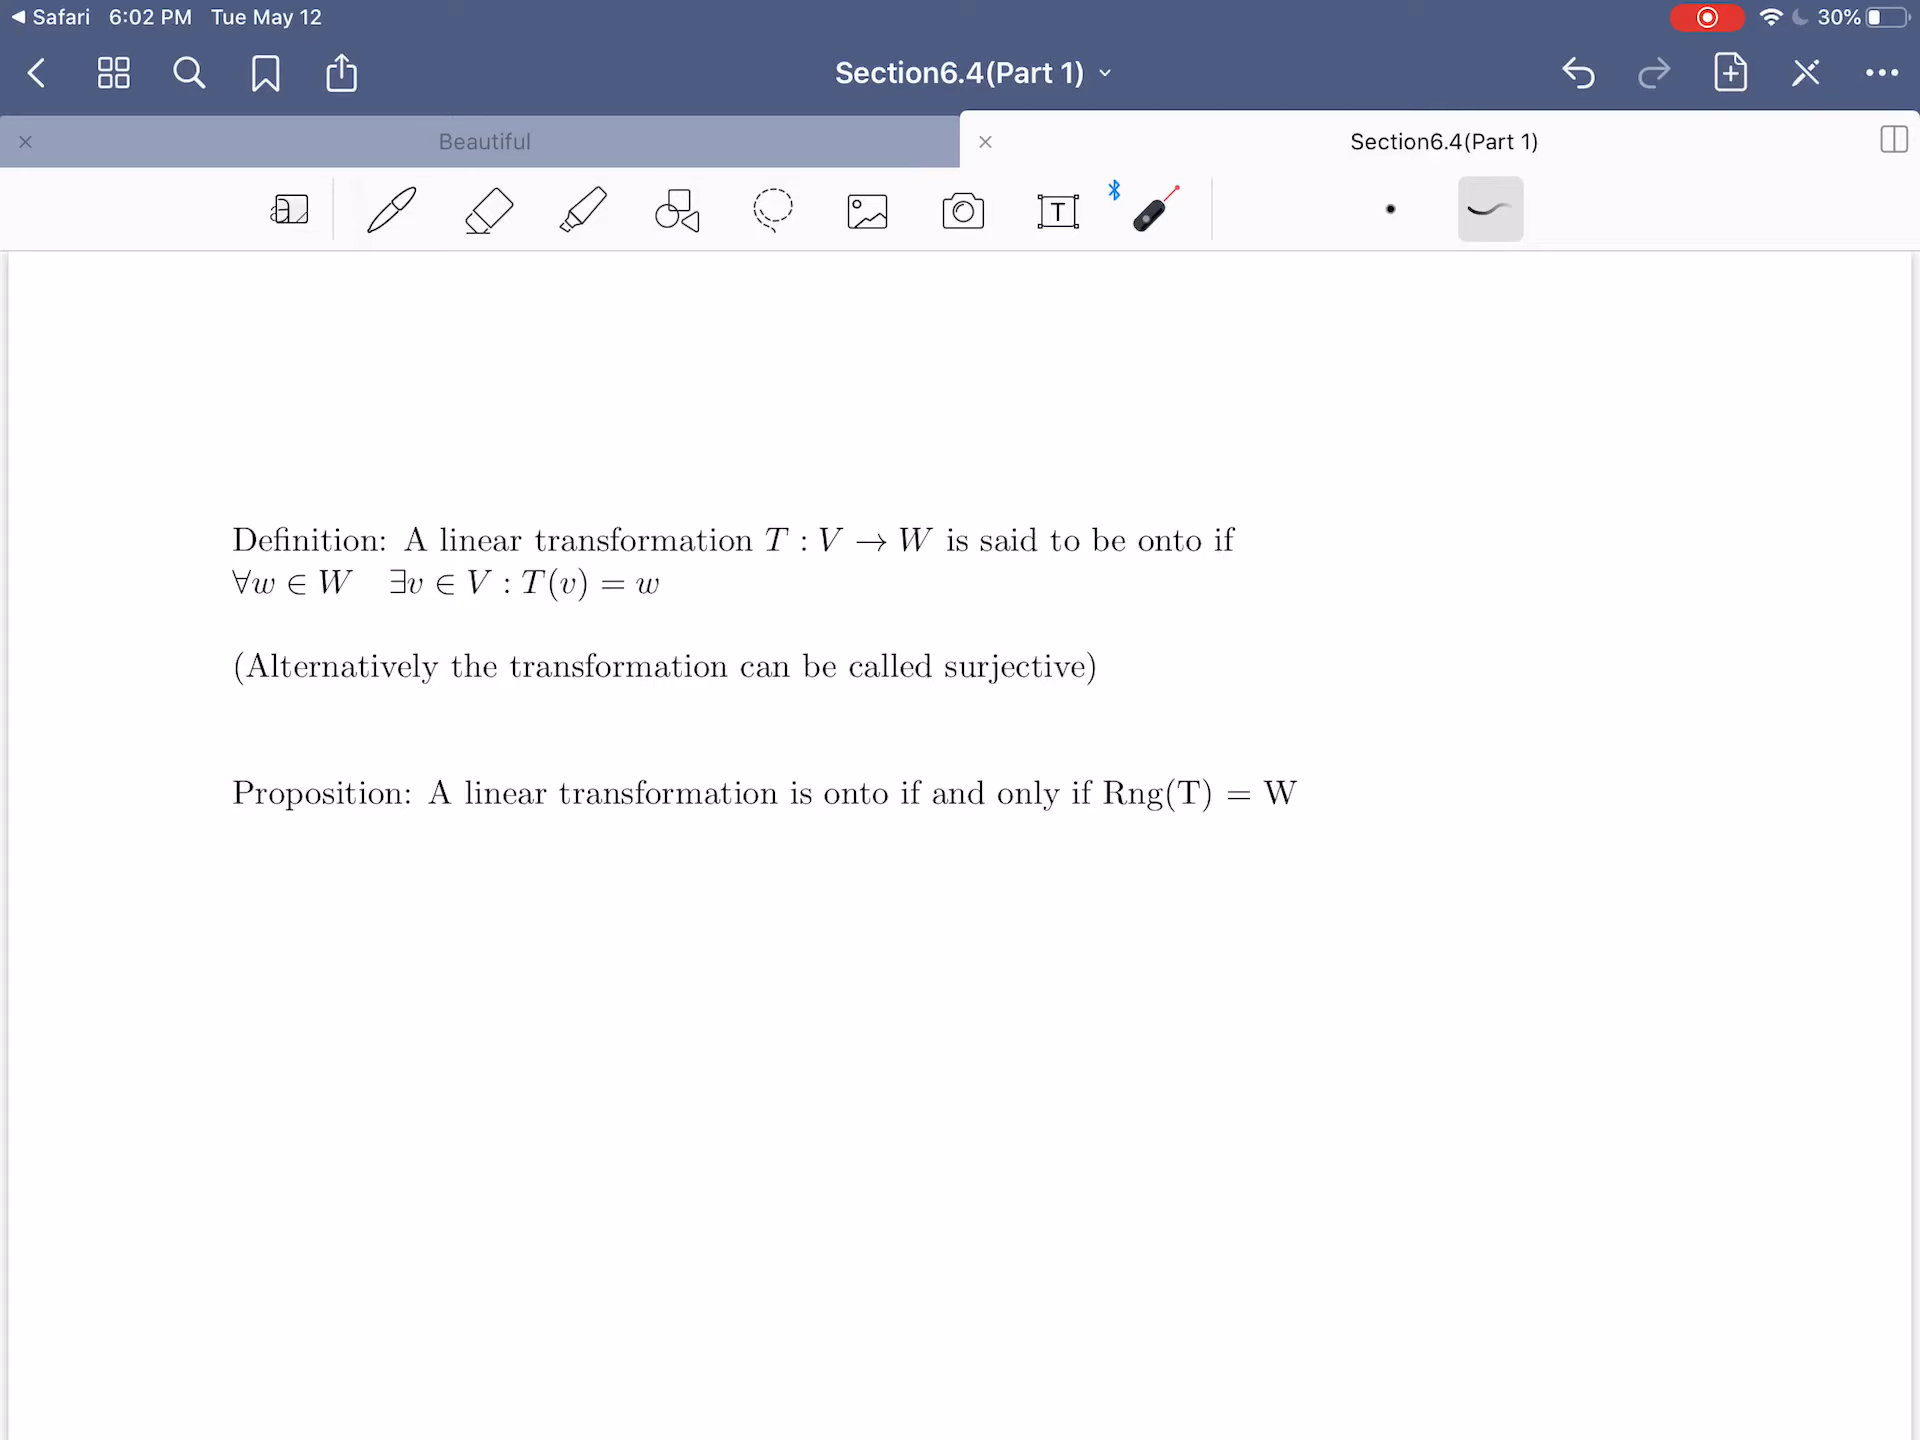 Safari 6:02 PM Tue May 12 30%
Section6.4(Part 1)
Beautiful Section6.4(Part 1)
Definition: A linear transformation T : V → W is said to be onto if
∀w ∈ W ∃v ∈ V : T(v) = w
(Alternatively the transformation can be called surjective)
Proposition: A linear transformation is onto if and only if Rng(T) = W